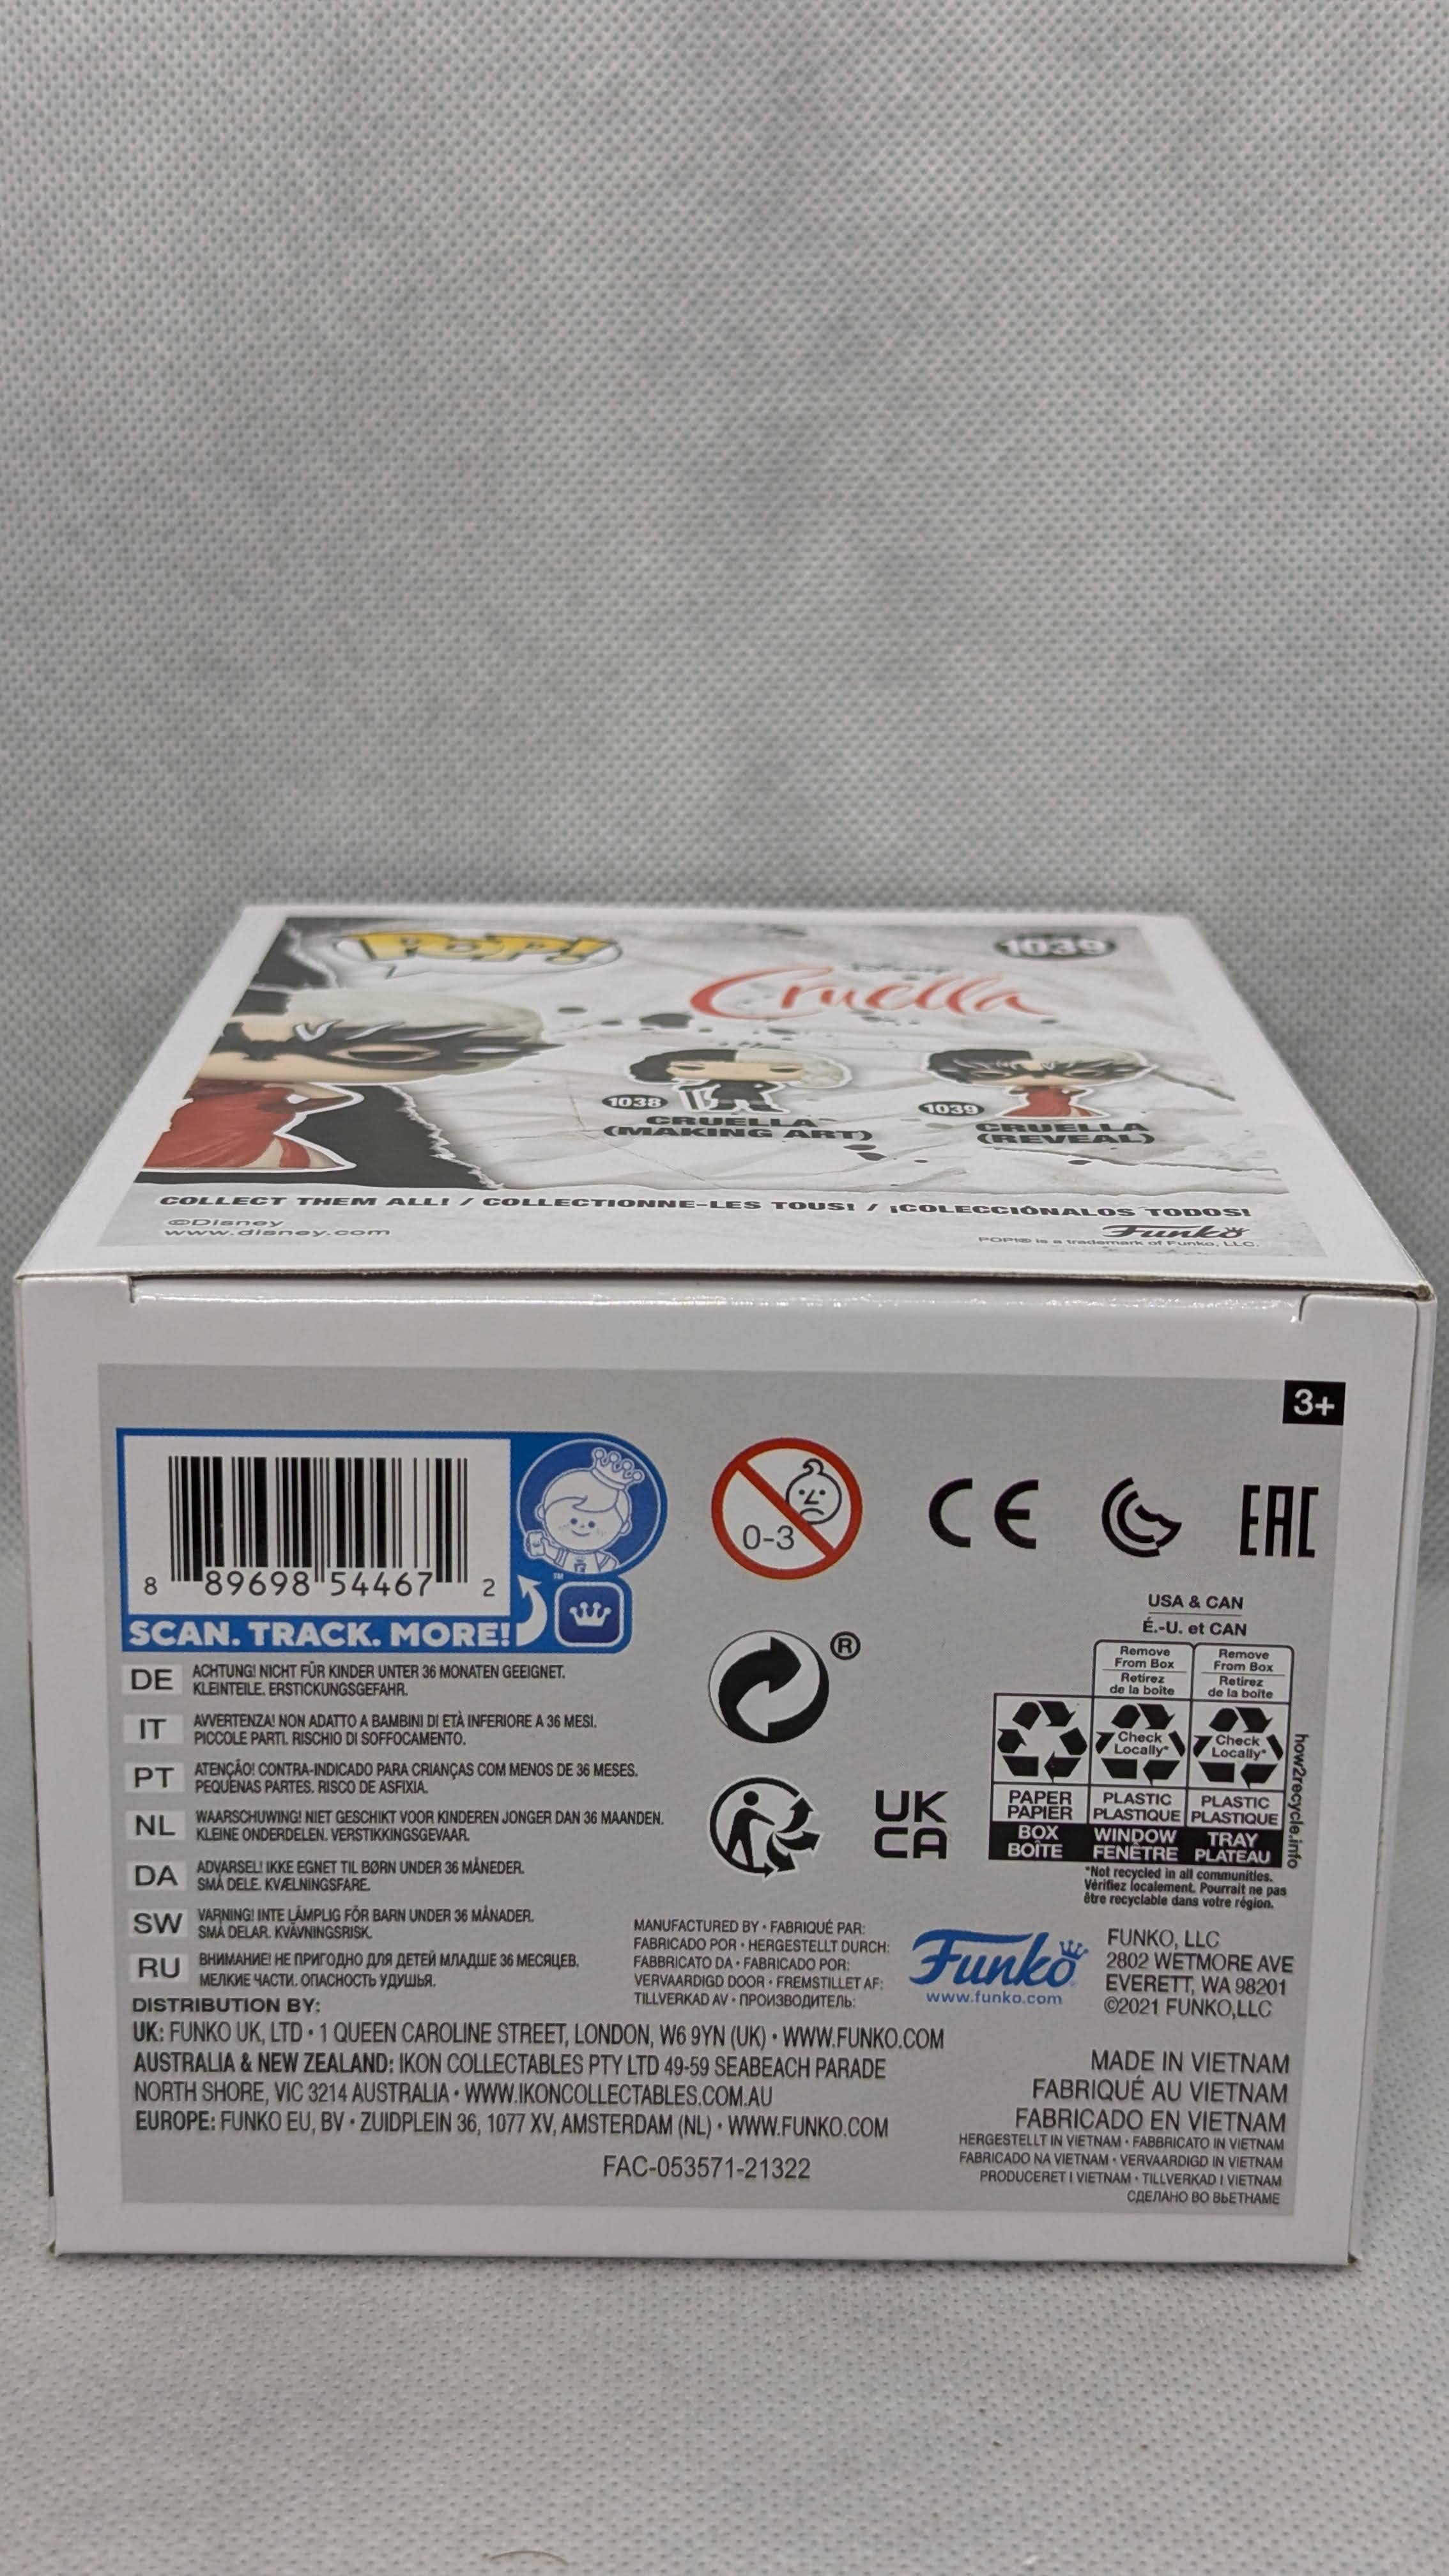 POP!
1039
Disney
Cruella
1038
CRUELLA
(MAKING ART)
1039
CRUELLA
(REVEAL)
COLLECT THEM ALL! / COLLECTIONNE-LES TOUS! / ¡COLECCIÓNALOS TODOS!
©Disney
www.disney.com
Funko
POP!® is a trademark of Funko, LLC.
3+
8 89698 54467 2
SCAN. TRACK. MORE!
TM
0-3
CE
EAC
DE ACHTUNG! NICHT FÜR KINDER UNTER 36 MONATEN GEEIGNET.
KLEINTEILE. ERSTICKUNGSGEFAHR.
IT AVVERTENZA! NON ADATTO A BAMBINI DI ETÀ INFERIORE A 36 MESI.
PICCOLE PARTI. RISCHIO DI SOFFOCAMENTO.
PT ATENÇÃO! CONTRA-INDICADO PARA CRIANÇAS COM MENOS DE 36 MESES.
PEQUENAS PARTES. RISCO DE ASFIXIA.
NL WAARSCHUWING! NIET GESCHIKT VOOR KINDEREN JONGER DAN 36 MAANDEN.
KLEINE ONDERDELEN. VERSTIKKINGSGEVAAR.
DA ADVARSEL! IKKE EGNET TIL BØRN UNDER 36 MÅNEDER.
SMÅ DELE. KVÆLNINGSFARE.
SW VARNING! INTE LÄMPLIG FÖR BARN UNDER 36 MÅNADER.
SMÅ DELAR. KVÄVNINGSRISK.
RU ВНИМАНИЕ! НЕ ПРИГОДНО ДЛЯ ДЕТЕЙ МЛАДШЕ 36 МЕСЯЦЕВ.
МЕЛКИЕ ЧАСТИ. ОПАСНОСТЬ УДУШЬЯ.
®
UK
CA
USA & CAN
É.-U. et CAN
Remove
From Box
Retirez
de la boîte
Remove
From Box
Retirez
de la boîte
Check
Locally*
Check
Locally*
PAPER
PAPIER
PLASTIC
PLASTIQUE
PLASTIC
PLASTIQUE
BOX
BOÎTE
WINDOW
FENÊTRE
TRAY
PLATEAU
how2recycle.info
*Not recycled in all communities.
Vérifiez localement. Pourrait ne pas
être recyclable dans votre région.
MANUFACTURED BY • FABRIQUÉ PAR:
FABRICADO POR • HERGESTELLT DURCH:
FABBRICATO DA • FABRICADO POR:
VERVAARDIGD DOOR • FREMSTILLET AF:
TILLVERKAD AV • ПРОИЗВОДИТЕЛЬ:
Funko
www.funko.com
FUNKO, LLC
2802 WETMORE AVE
EVERETT, WA 98201
©2021 FUNKO,LLC
DISTRIBUTION BY:
UK: FUNKO UK, LTD • 1 QUEEN CAROLINE STREET, LONDON, W6 9YN (UK) • WWW.FUNKO.COM
AUSTRALIA & NEW ZEALAND: IKON COLLECTABLES PTY LTD 49-59 SEABEACH PARADE
NORTH SHORE, VIC 3214 AUSTRALIA • WWW.IKONCOLLECTABLES.COM.AU
EUROPE: FUNKO EU, BV • ZUIDPLEIN 36, 1077 XV, AMSTERDAM (NL) • WWW.FUNKO.COM
FAC-053571-21322
MADE IN VIETNAM
FABRIQUÉ AU VIETNAM
FABRICADO EN VIETNAM
HERGESTELLT IN VIETNAM • FABBRICATO IN VIETNAM
FABRICADO NA VIETNAM • VERVAARDIGD IN VIETNAM
PRODUCERET I VIETNAM • TILLVERKAD I VIETNAM
СДЕЛАНО ВО ВЬЕТНАМЕ